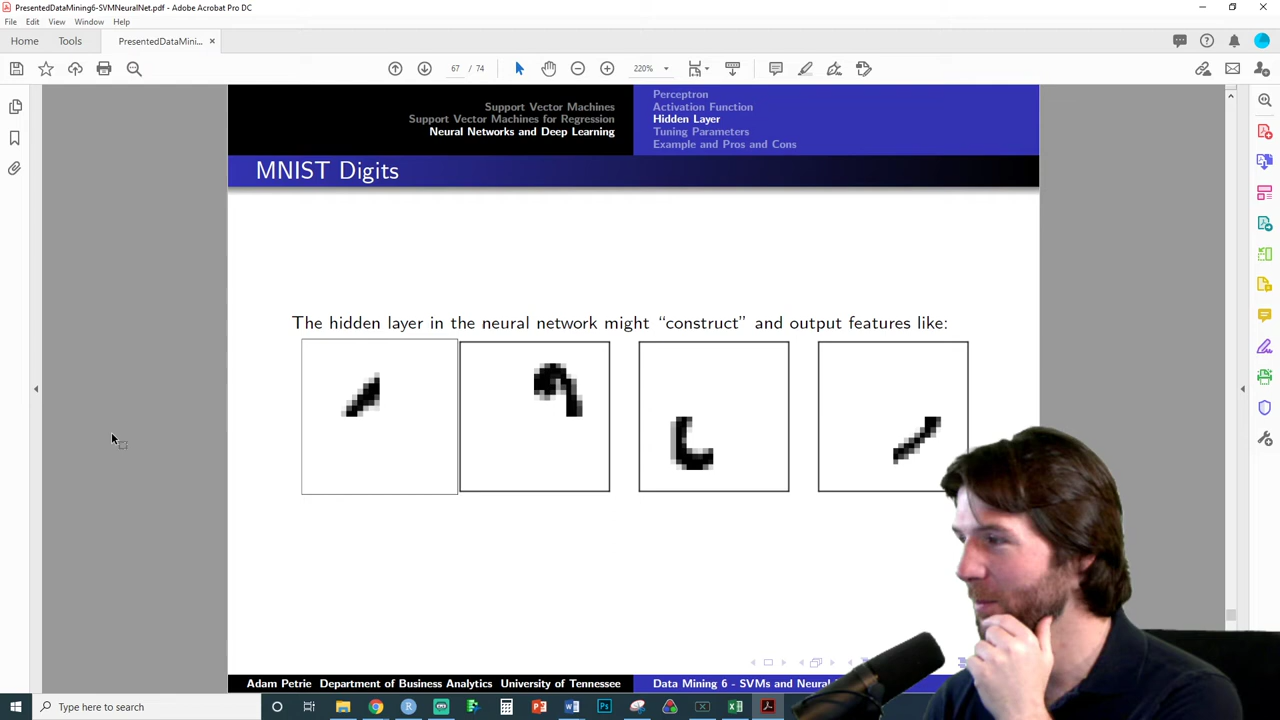 PresentedDataMining6-SVMNeuralNet.pdf - Adobe Acrobat Pro DC
File Edit View Window Help
Home Tools PresentedDataMini... ×
67 / 74 220%
Support Vector Machines
Support Vector Machines for Regression
Neural Networks and Deep Learning
Perceptron
Activation Function
Hidden Layer
Tuning Parameters
Example and Pros and Cons
MNIST Digits
The hidden layer in the neural network might “construct” and output features like:
Adam Petrie Department of Business Analytics University of Tennessee
Data Mining 6 - SVMs and Neural
Type here to search